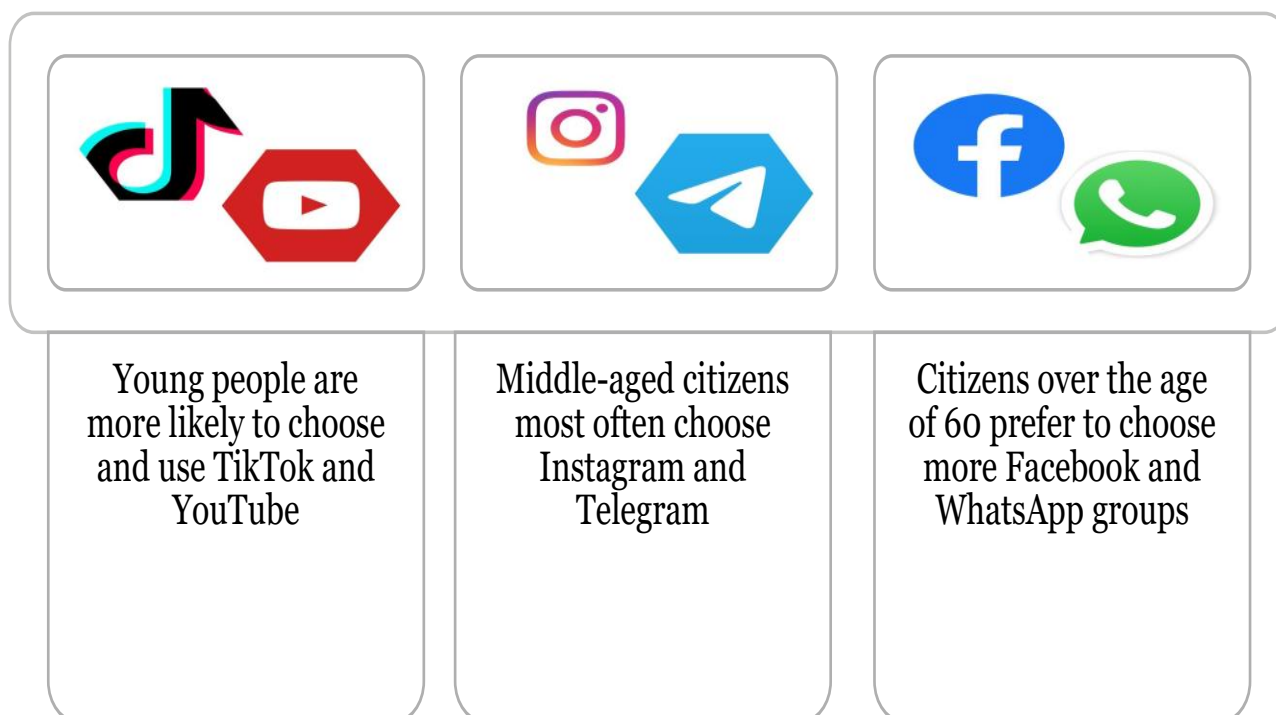 Young people are
more likely to choose
and use TikTok and
YouTube
Middle-aged citizens
most often choose
Instagram and
Telegram
Citizens over the age
of 60 prefer to choose
more Facebook and
WhatsApp groups